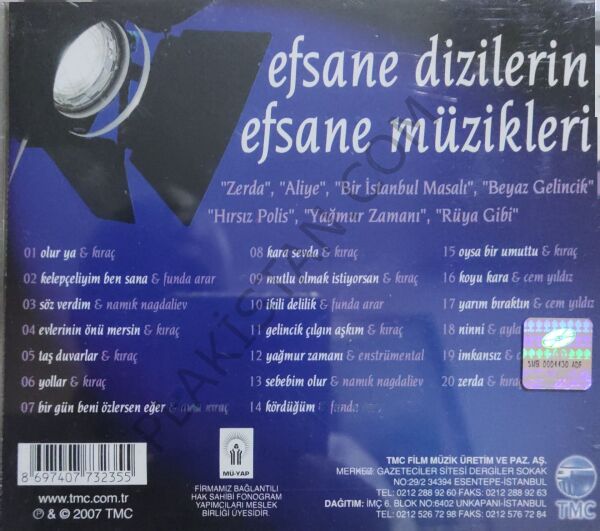 efsane dizilerin
efsane müzikleri
"Zerda", "Aliye", "Bir İstanbul Masalı", "Beyaz Gelincik"
"Hırsız Polis", "Yağmur Zamanı", "Rüya Gibi"
01 olur ya & kıraç
02 kelepçeliyim ben sana & funda arar
03 söz verdim & namık nagdaliev
04 evlerinin önü mersin & kıraç
05 taş duvarlar & kıraç
06 yollar & kıraç
07 bir gün beni özlersen eğer & kıraç
08 kara sevda & kıraç
09 mutlu olmak istiyorsan & kıraç
10 ikili delilik & funda arar
11 gelincik çılgın aşkım & kıraç
12 yağmur zamanı & enstrümental
13 sebebim olur & namık nagdaliev
14 kördüğüm & funda
15 oysa bir umuttu & kıraç
16 koyu kara & cem yıldız
17 yarım bıraktın & cem yıldız
18 ninni &
19 imkansız &
20 zerda & kıraç
SMB 0004430 ADF
8 697407 732355
www.tmc.com.tr
℗ & © 2007 TMC
MÜ-YAP
FİRMAMIZ BAĞLANTILI
HAK SAHİBİ FONOGRAM
YAPIMCILARI MESLEK
BİRLİĞİ ÜYESİDİR.
TMC FİLM MÜZİK ÜRETİM VE PAZ. AŞ.
MERKEZ: GAZETECİLER SİTESİ DERGİLER SOKAK
NO:29/2 34394 ESENTEPE-İSTANBUL
TEL: 0212 288 92 60 FAKS: 0212 288 92 63
DAĞITIM: İMÇ 6. BLOK NO:6402 UNKAPANI-İSTANBUL
TEL: 0212 526 72 98 FAKS: 0212 576 72 84
TMC
PLAKİSTAN.COM